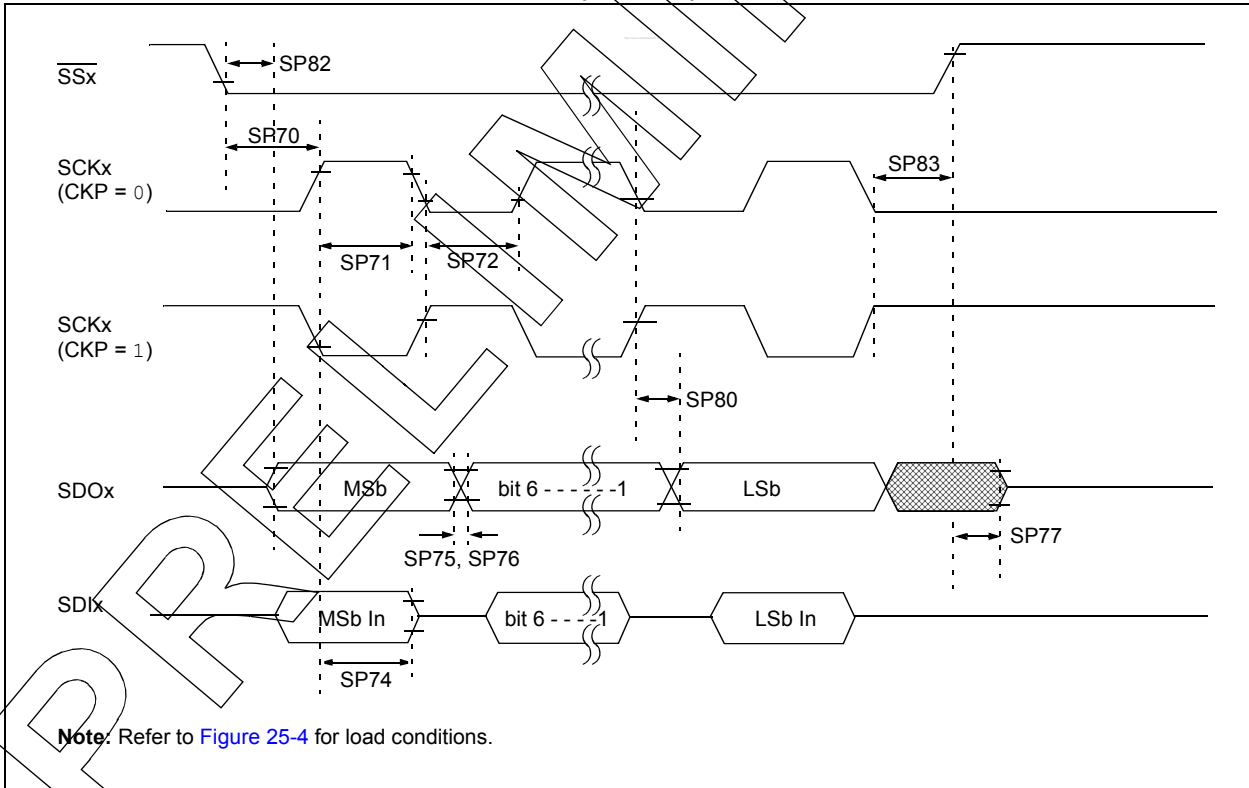 SSx
SP82
SP70
SCKx
(CKP = 0)
SP83
SP71
SP72
SCKx
(CKP = 1)
SP80
SDOx
MSb
bit 6 - - - - - -1
LSb
SP75, SP76
SP77
SDIx
MSb In
bit 6 - - - -1
LSb In
SP74
Note: Refer to Figure 25-4 for load conditions.
PRELIMI